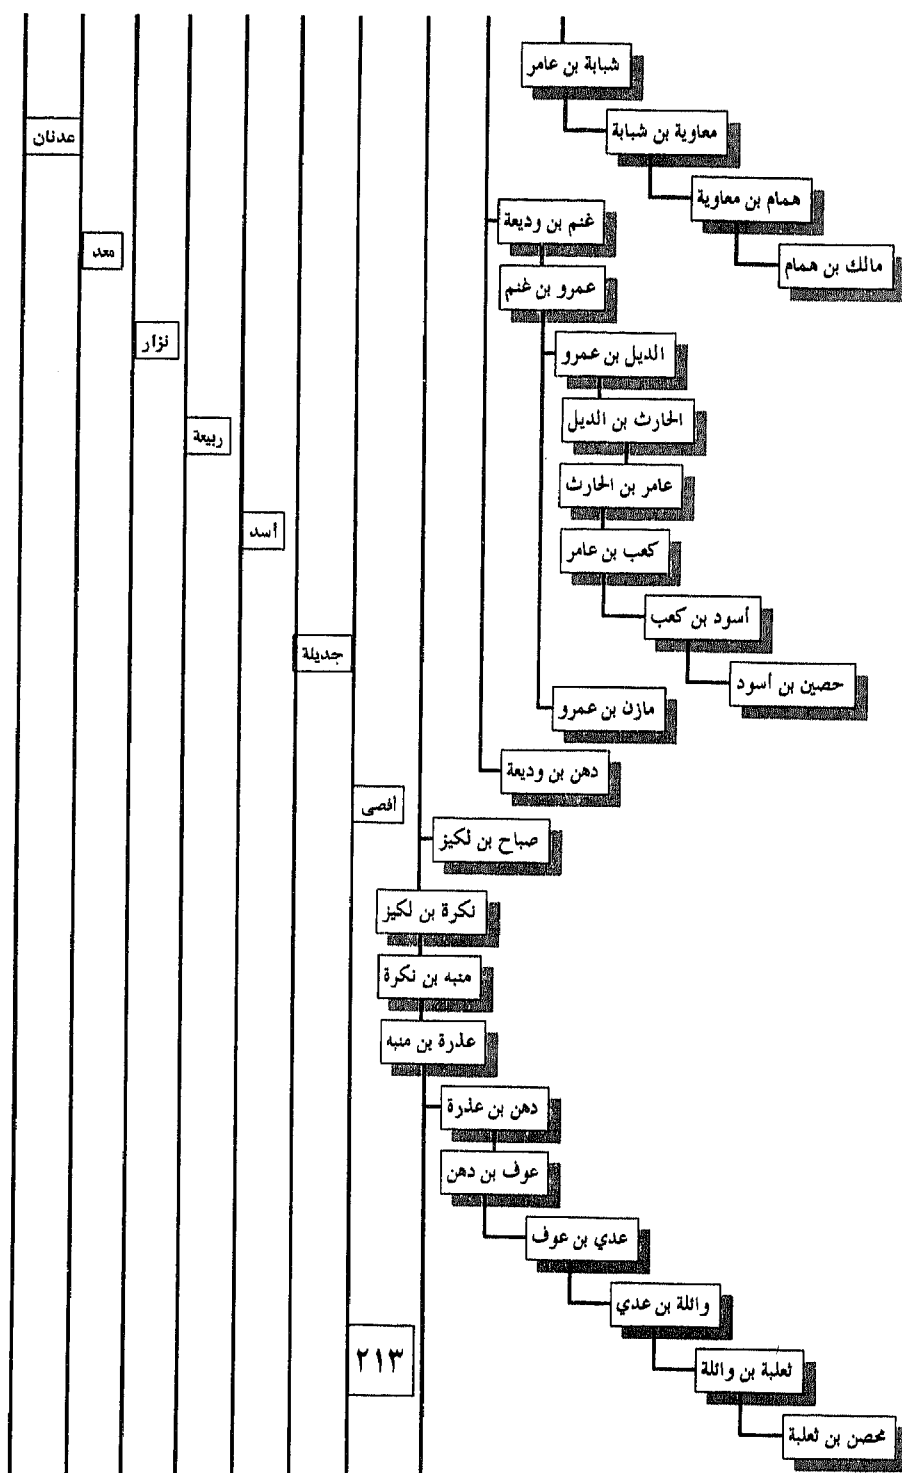 شبابة بن عامر
معاوية بن شبابة
عدنان
همام بن معاوية
غنم بن وديعة
معد
مالك بن همام
عمرو بن غنم
نزار
الديل بن عمرو
الحارث بن الديل
ربيعة
عامر بن الحارث
أسد
كعب بن عامر
أسود بن كعب
جديلة
حصين بن أسود
مازن بن عمرو
دهن بن وديعة
أفصى
صباح بن لكيز
نكرة بن لكيز
منبه بن نكرة
عذرة بن منبه
دهن بن عذرة
عوف بن دهن
عدي بن عوف
وائلة بن عدي
٢١٣
ثعلبة بن وائلة
محصن بن ثعلبة